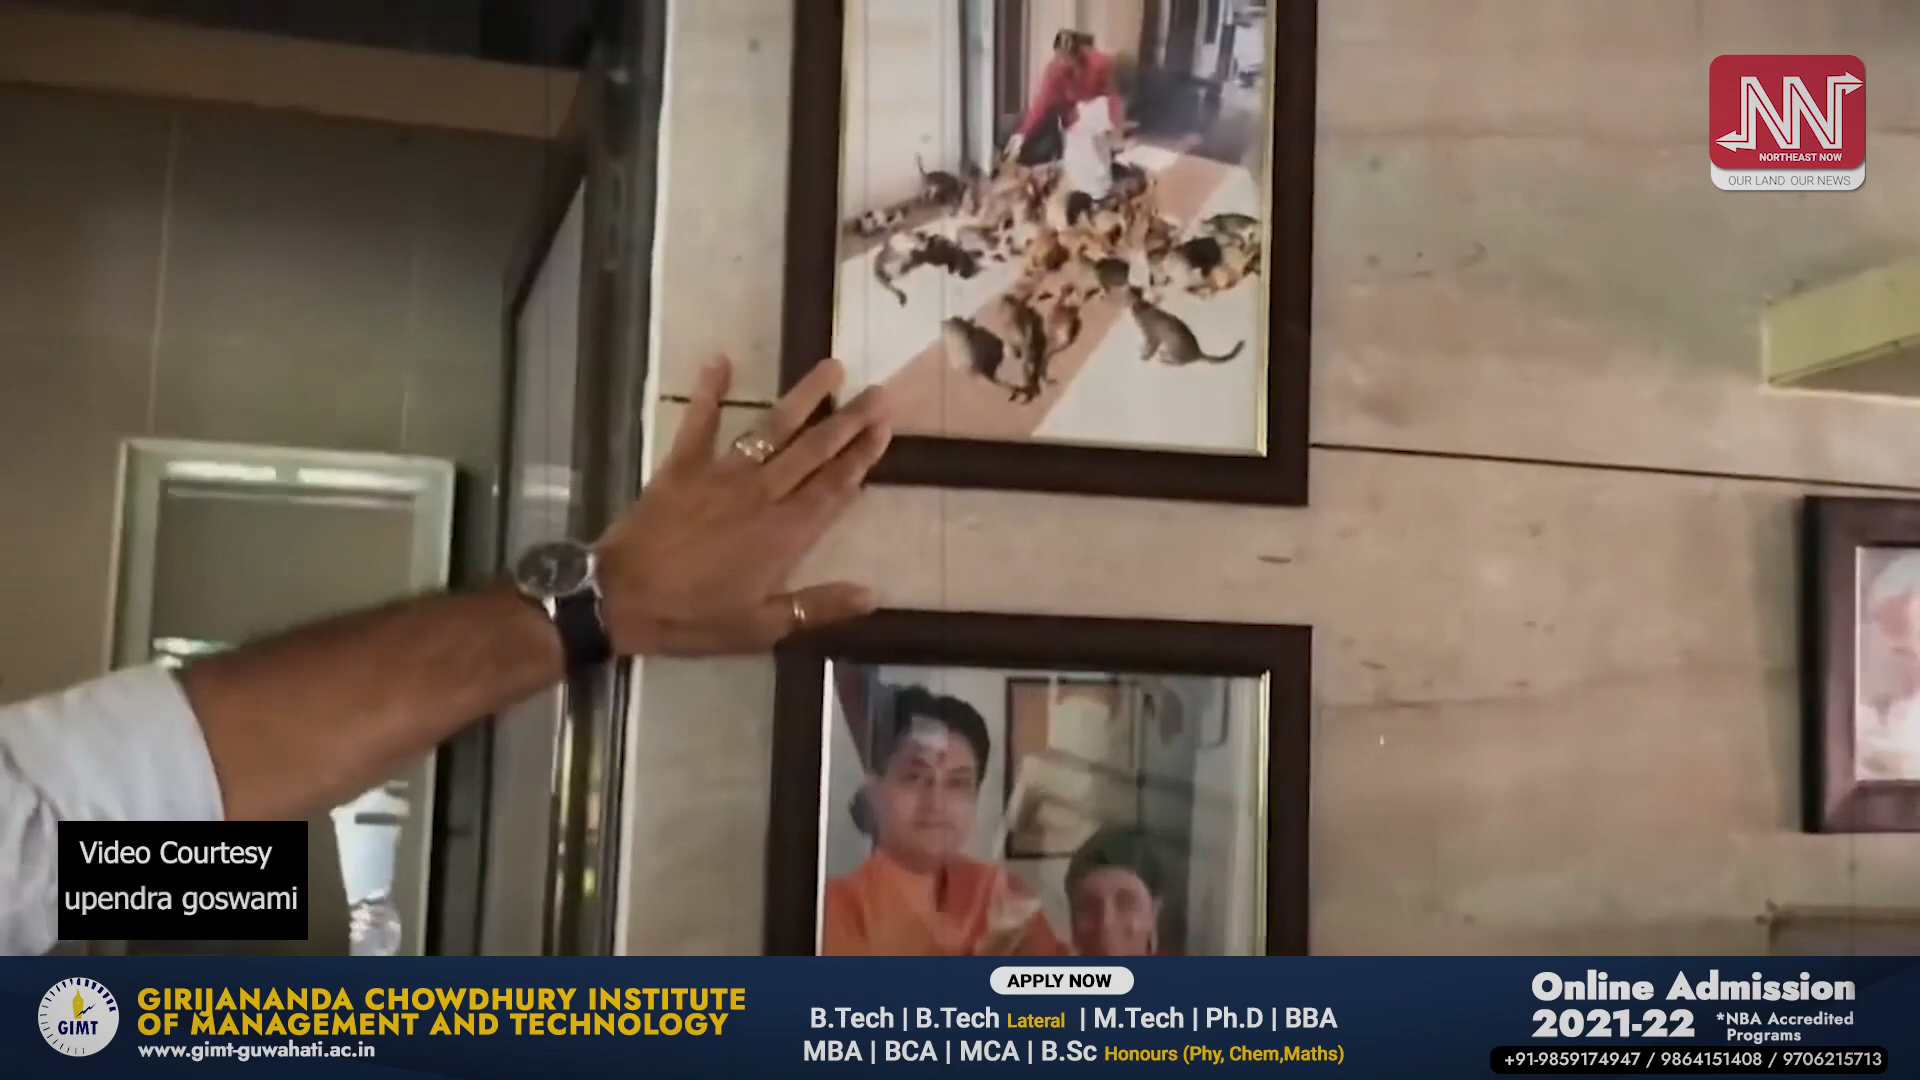 NORTHEAST NOW
OUR LAND OUR NEWS
Video Courtesy
upendra goswami
GIMT
GIRIJANANDA CHOWDHURY INSTITUTE
OF MANAGEMENT AND TECHNOLOGY
www.gimt-guwahati.ac.in
APPLY NOW
B.Tech | B.Tech Lateral | M.Tech | Ph.D | BBA
MBA | BCA | MCA | B.Sc Honours (Phy, Chem,Maths)
Online Admission
2021-22 *NBA Accredited
Programs
+91-9859174947 / 9864151408 / 9706215713